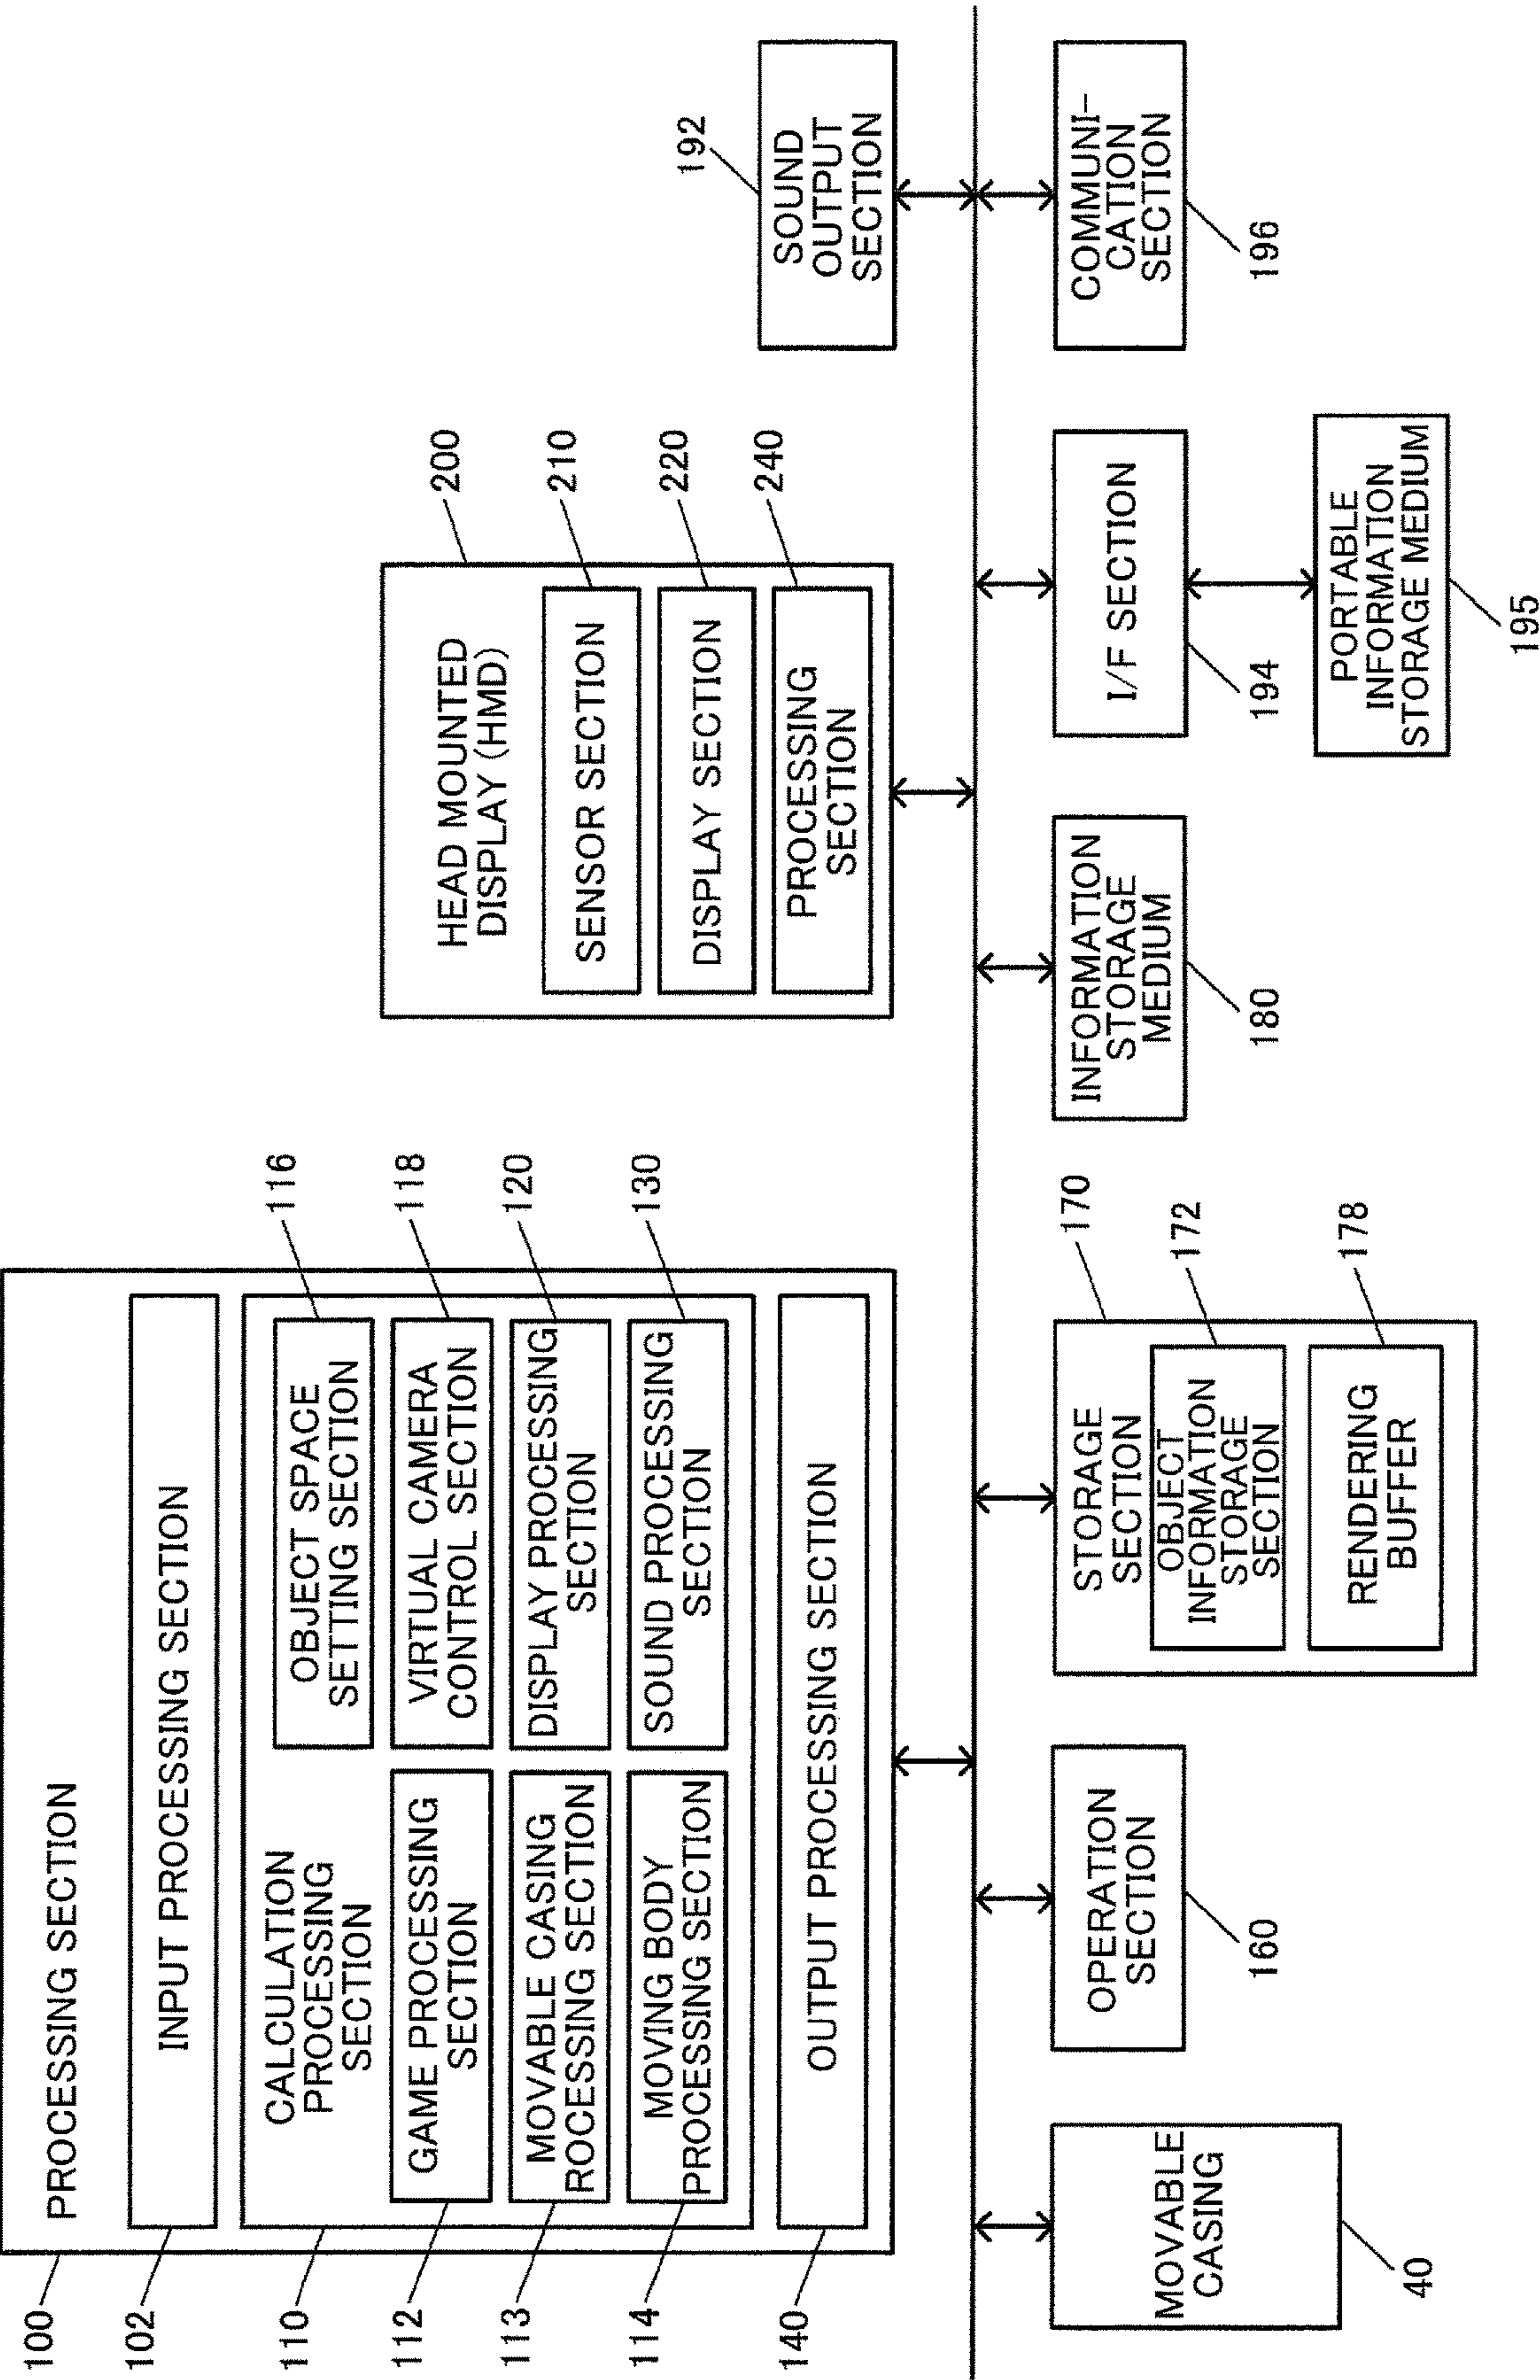 100
PROCESSING SECTION
102
INPUT PROCESSING SECTION
110
CALCULATION
PROCESSING
SECTION
112
GAME PROCESSING
SECTION
113
MOVABLE CASING
ROCESSING SECTION
114
MOVING BODY
PROCESSING SECTION
116
OBJECT SPACE
SETTING SECTION
118
VIRTUAL CAMERA
CONTROL SECTION
120
DISPLAY PROCESSING
SECTION
130
SOUND PROCESSING
SECTION
140
OUTPUT PROCESSING SECTION
200
HEAD MOUNTED
DISPLAY (HMD)
210
SENSOR SECTION
220
DISPLAY SECTION
240
PROCESSING
SECTION
192
SOUND
OUTPUT
SECTION
MOVABLE
CASING
40
OPERATION
SECTION
160
170
STORAGE
SECTION
172
OBJECT
INFORMATION
STORAGE
SECTION
178
RENDERING
BUFFER
INFORMATION
STORAGE
MEDIUM
180
I/F SECTION
194
PORTABLE
INFORMATION
STORAGE MEDIUM
195
COMMUNI-
CATION
SECTION
196